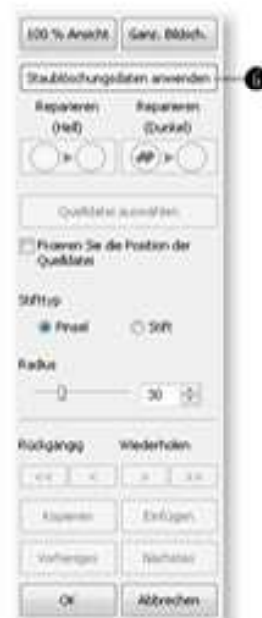 100 % Ansicht
Ganz. Bildsch.
Staublöschungsdaten anwenden
Reparieren (Hell)
Reparieren (Dunkel)
Quelldatei auswählen
Fixieren Sie die Position der
Quelldatei
Stifttyp
Pinsel
Stift
Radius
30
Rückgängig
Wiederholen
<<
<
>
>>
Kopieren
Einfügen
Vorheriges
Nächstes
OK
Abbrechen